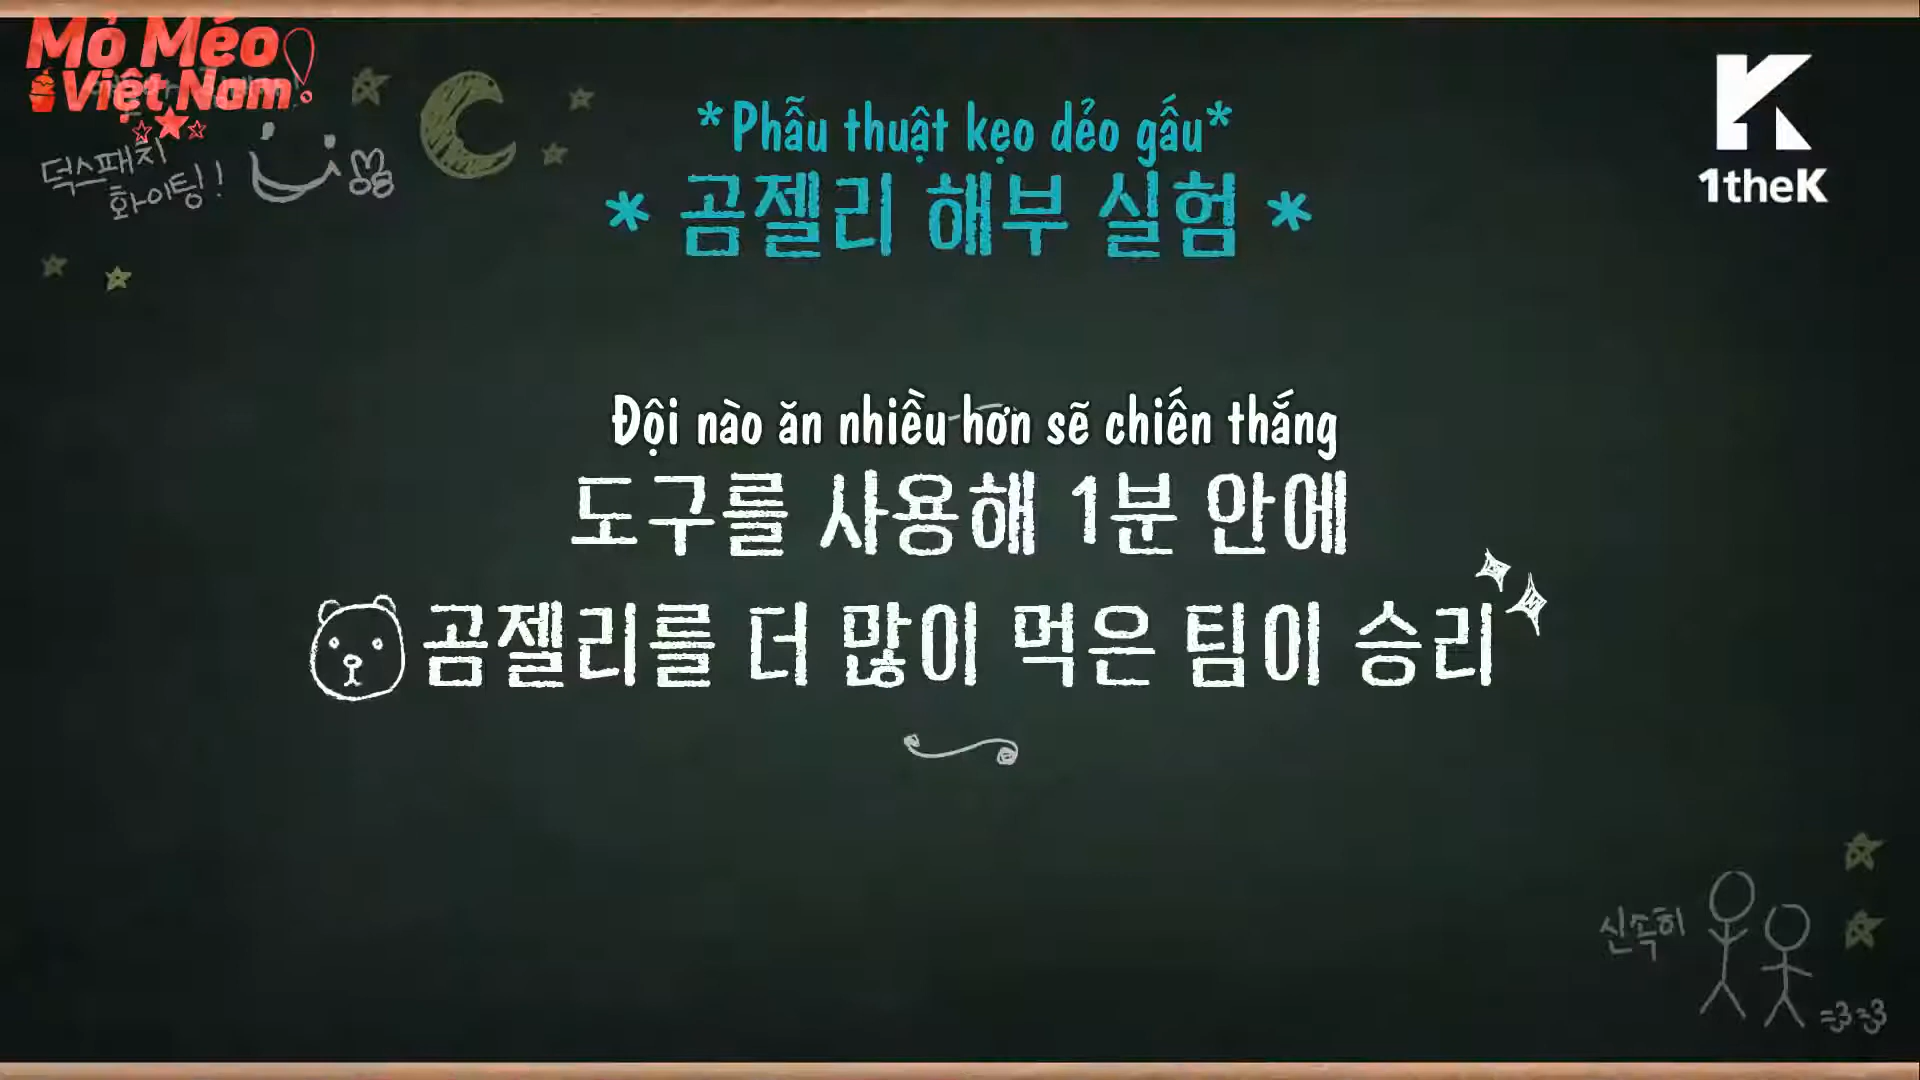 Mỏ Méo
Việt Nam!
덕스패치
화이팅!
1theK
*Phẫu thuật kẹo dẻo gấu*
* 곰젤리 해부 실험 *
Đội nào ăn nhiều hơn sẽ chiến thắng
도구를 사용해 1분 안에
곰젤리를 더 많이 먹은 팀이 승리
신속히